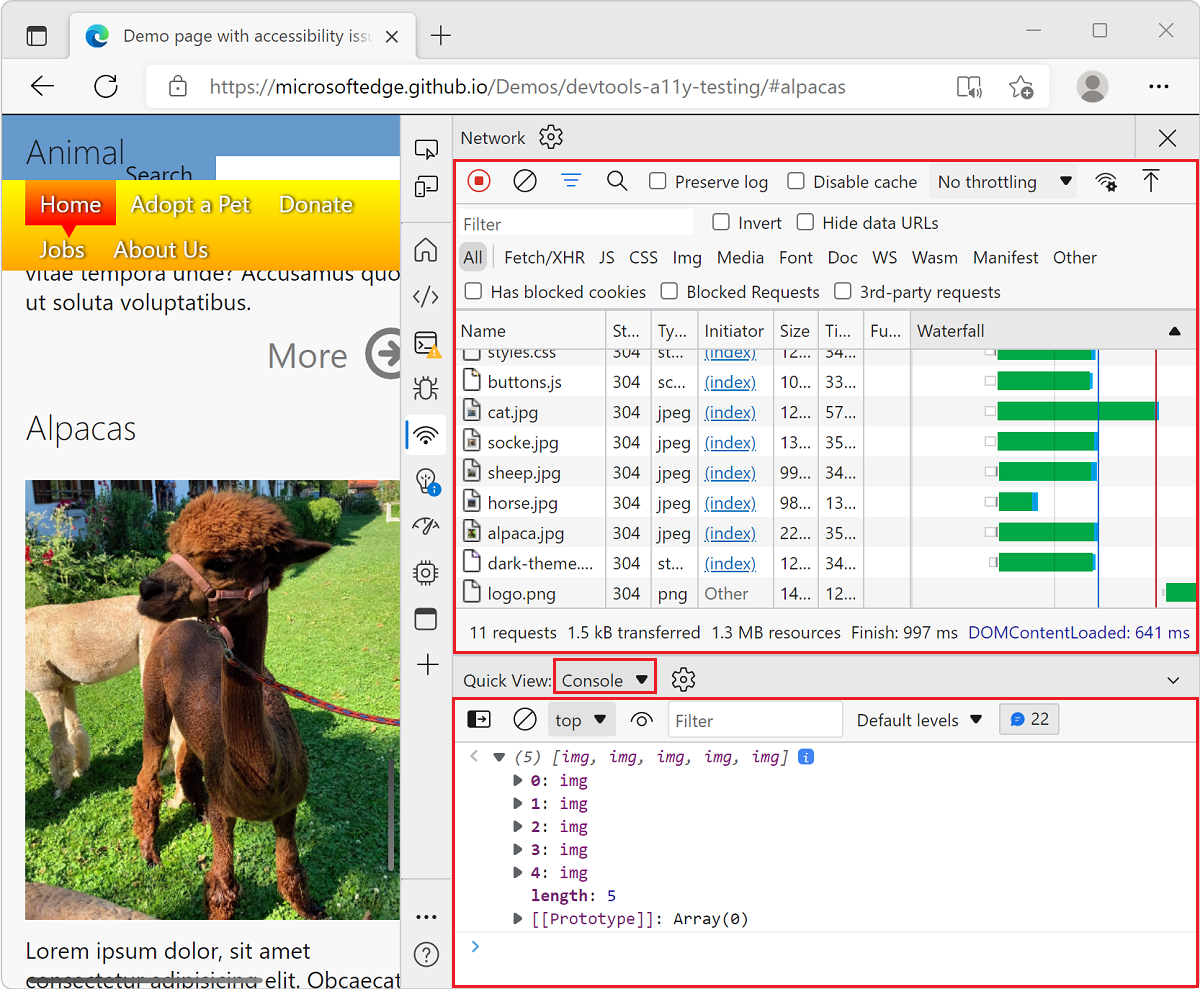 Demo page with accessibility issu
https://microsoftedge.github.io/Demos/devtools-a11y-testing/#alpacas
Animal
Search
Home Adopt a Pet Donate
Jobs About Us
vitae tempora unde? Accusamus quo
ut soluta voluptatibus.
More
Alpacas
Lorem ipsum dolor, sit amet
consectetur adipisicing elit. Obcaecat
Network
Preserve log Disable cache No throttling
Filter Invert Hide data URLs
All Fetch/XHR JS CSS Img Media Font Doc WS Wasm Manifest Other
Has blocked cookies Blocked Requests 3rd-party requests
Name St... Ty... Initiator Size Ti... Fu... Waterfall
styles.css 304 st... (index) 12... 34...
buttons.js 304 sc... (index) 10... 33...
cat.jpg 304 jpeg (index) 12... 57...
socke.jpg 304 jpeg (index) 13... 35...
sheep.jpg 304 jpeg (index) 99... 34...
horse.jpg 304 jpeg (index) 98... 13...
alpaca.jpg 304 jpeg (index) 22... 35...
dark-theme.... 304 st... (index) 12... 34...
logo.png 304 png Other 14... 12...
11 requests 1.5 kB transferred 1.3 MB resources Finish: 997 ms DOMContentLoaded: 641 ms
Quick View: Console
top Filter Default levels 22
(5) [img, img, img, img, img]
0: img
1: img
2: img
3: img
4: img
length: 5
[[Prototype]]: Array(0)